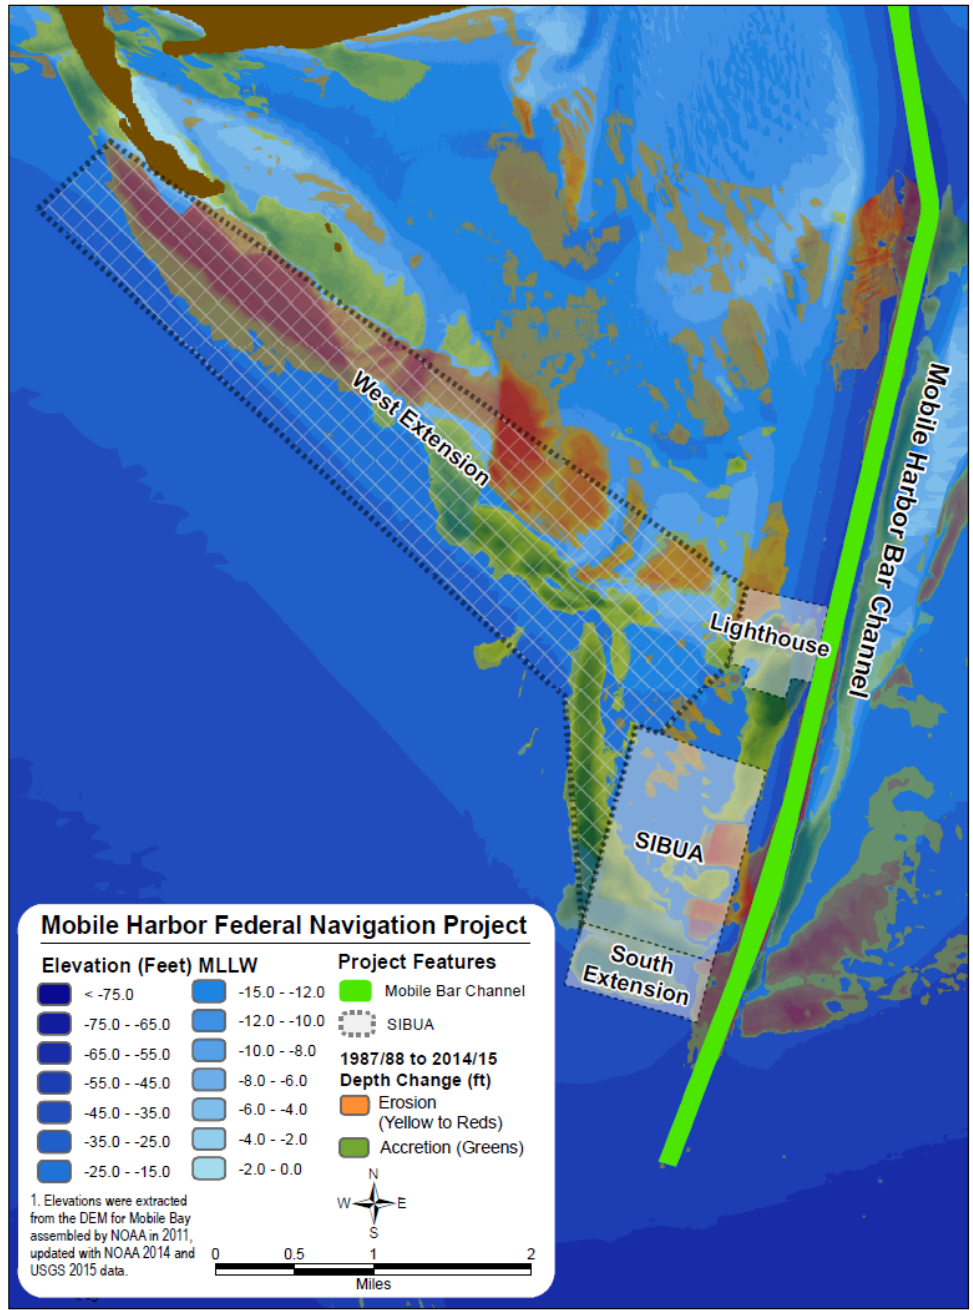 West Extension
Mobile Harbor Bar Channel
Lighthouse
SIBUA
South
Extension
Mobile Harbor Federal Navigation Project
Elevation (Feet) MLLW
< -75.0
-75.0 - -65.0
-65.0 - -55.0
-55.0 - -45.0
-45.0 - -35.0
-35.0 - -25.0
-25.0 - -15.0
-15.0 - -12.0
-12.0 - -10.0
-10.0 - -8.0
-8.0 - -6.0
-6.0 - -4.0
-4.0 - -2.0
-2.0 - 0.0
Project Features
Mobile Bar Channel
SIBUA
1987/88 to 2014/15
Depth Change (ft)
Erosion
(Yellow to Reds)
Accretion (Greens)
1. Elevations were extracted
from the DEM for Mobile Bay
assembled by NOAA in 2011,
updated with NOAA 2014 and
USGS 2015 data.
N
W E
S
0 0.5 1 2
Miles